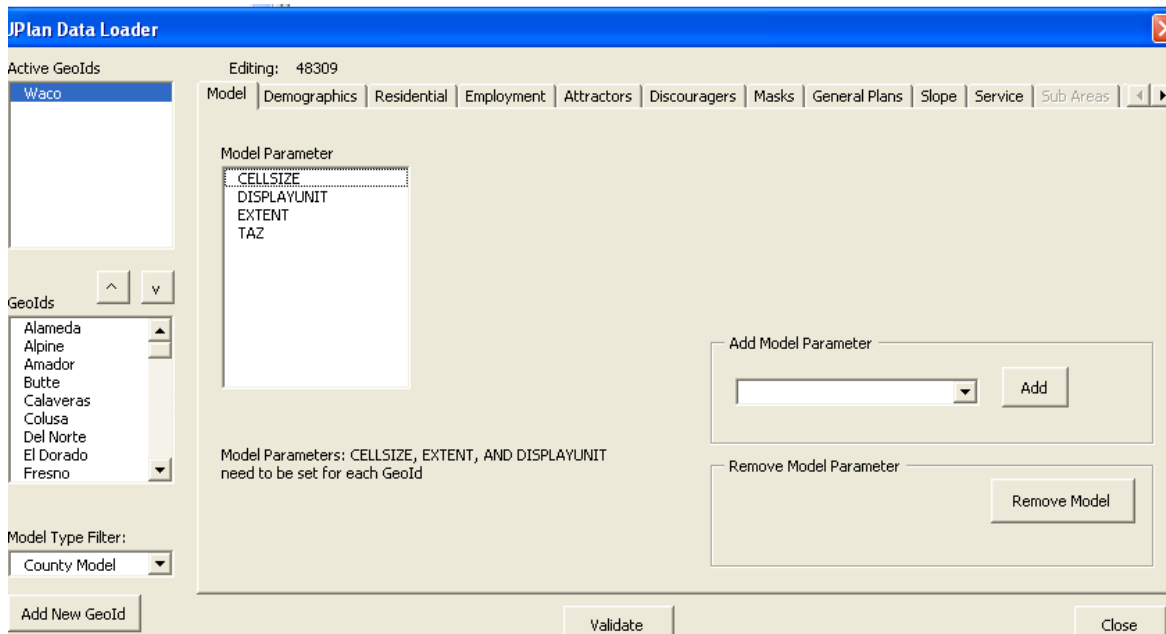 UPlan Data Loader
Active GeoIds
Waco
Editing: 48309
Model Demographics Residential Employment Attractors Discouragers Masks General Plans Slope Service Sub Areas
Model Parameter
CELLSIZE
DISPLAYUNIT
EXTENT
TAZ
^ v
GeoIds
Alameda
Alpine
Amador
Butte
Calaveras
Colusa
Del Norte
El Dorado
Fresno
Model Parameters: CELLSIZE, EXTENT, AND DISPLAYUNIT
need to be set for each GeoId
Add Model Parameter
Add
Remove Model Parameter
Remove Model
Model Type Filter:
County Model
Add New GeoId
Validate
Close